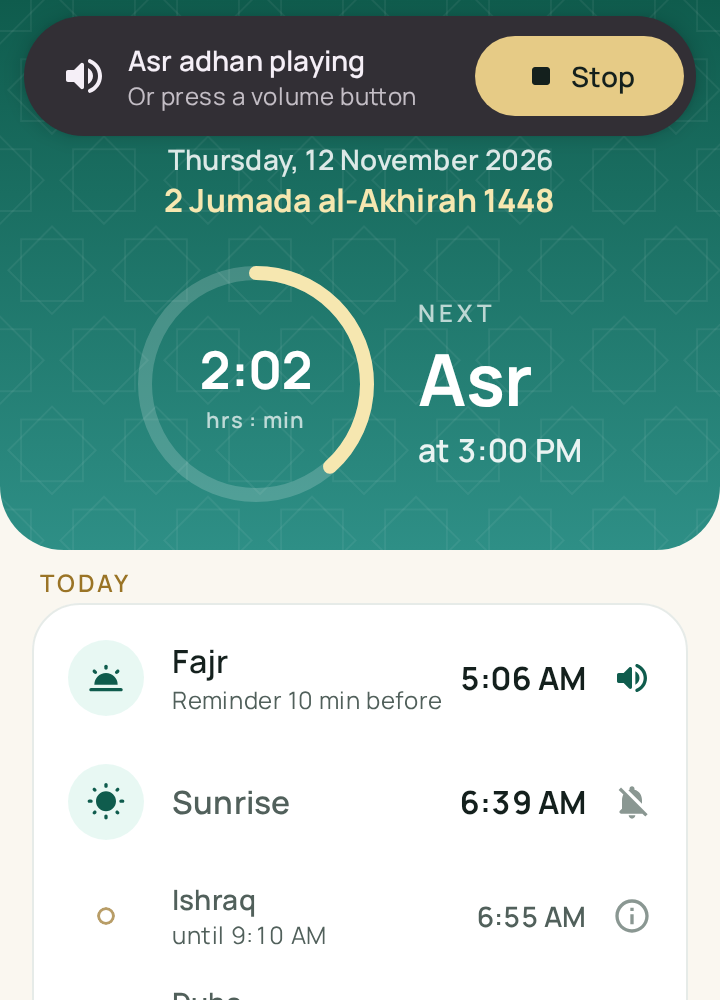 Asr adhan playing
Or press a volume button
Stop
Thursday, 12 November 2026
2 Jumada al-Akhirah 1448
2:02
hrs : min
NEXT
Asr
at 3:00 PM
TODAY
Fajr
Reminder 10 min before
5:06 AM
Sunrise
6:39 AM
Ishraq
until 9:10 AM
6:55 AM